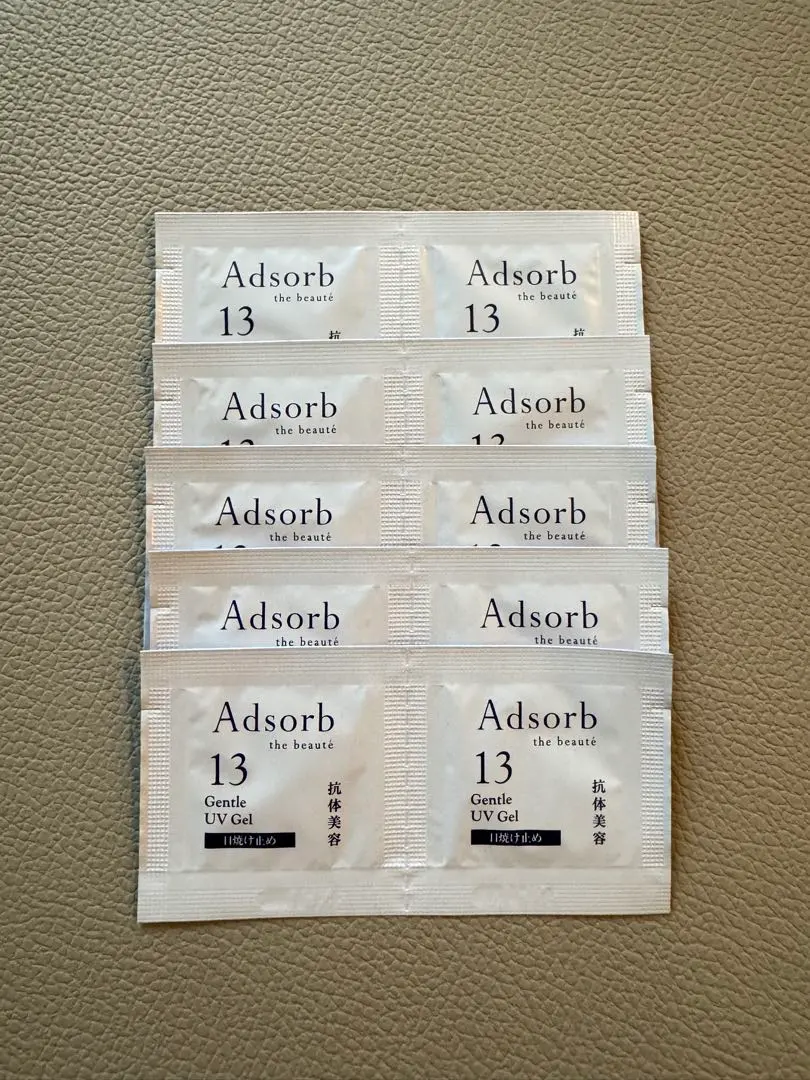 Adsorb
the beauté
13
抗
Adsorb
the beauté
13
抗
Adsorb
the beauté
13
Adsorb
the beauté
13
Adsorb
the beauté
Adsorb
the beauté
Adsorb
the beauté
Adsorb
the beauté
Adsorb
the beauté
13
Gentle
UV Gel
日焼け止め
抗体美容
Adsorb
the beauté
13
Gentle
UV Gel
日焼け止め
抗体美容